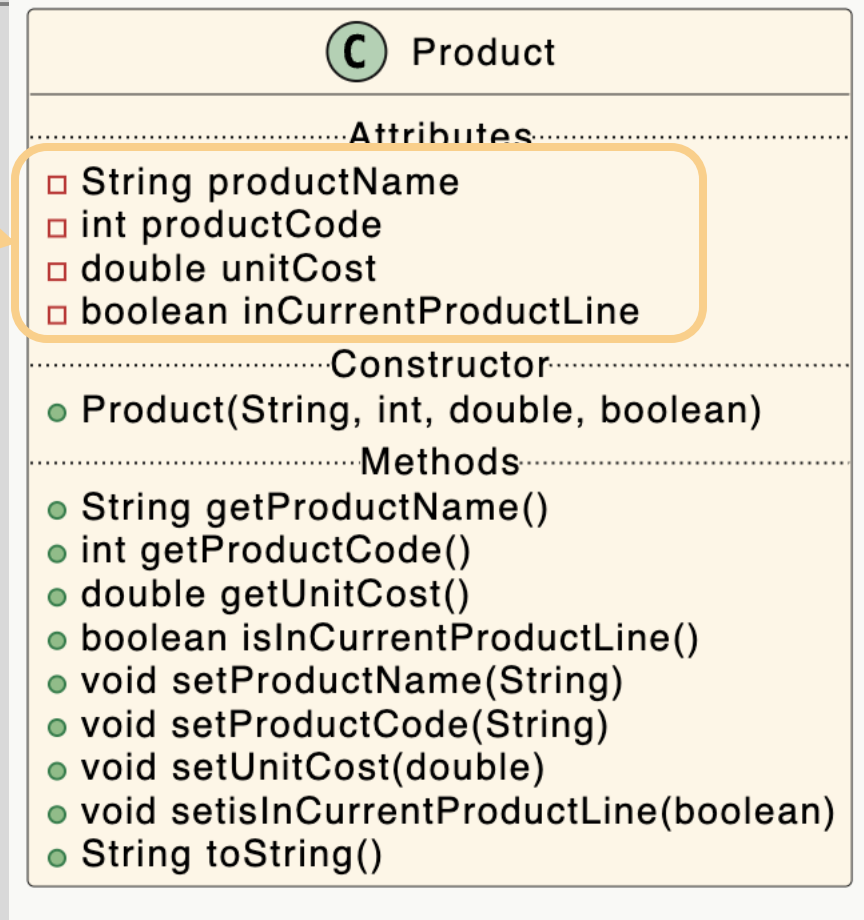 C Product
Attributes
String productName
int productCode
double unitCost
boolean inCurrentProductLine
Constructor
Product(String, int, double, boolean)
Methods
String getProductName()
int getProductCode()
double getUnitCost()
boolean isInCurrentProductLine()
void setProductName(String)
void setProductCode(String)
void setUnitCost(double)
void setisInCurrentProductLine(boolean)
String toString()